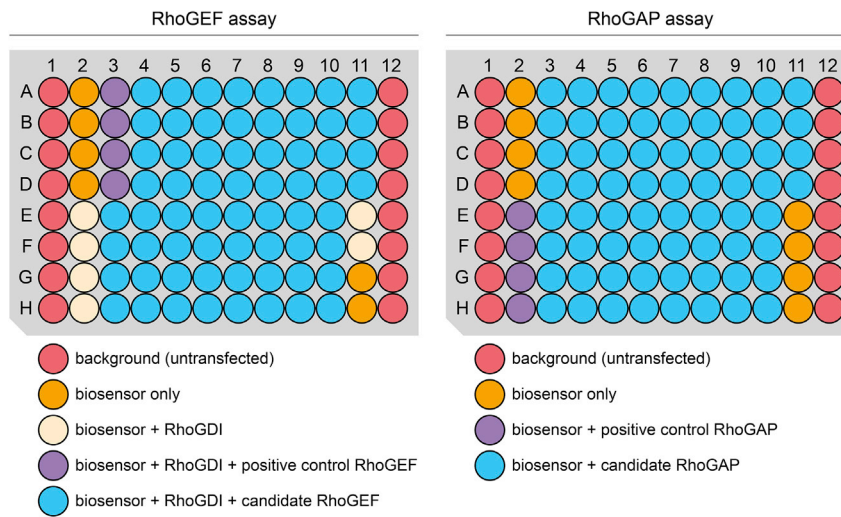 RhoGEF assay
1 2 3 4 5 6 7 8 9 10 11 12
A
B
C
D
E
F
G
H
background (untransfected)
biosensor only
biosensor + RhoGDI
biosensor + RhoGDI + positive control RhoGEF
biosensor + RhoGDI + candidate RhoGEF
RhoGAP assay
1 2 3 4 5 6 7 8 9 10 11 12
A
B
C
D
E
F
G
H
background (untransfected)
biosensor only
biosensor + positive control RhoGAP
biosensor + candidate RhoGAP